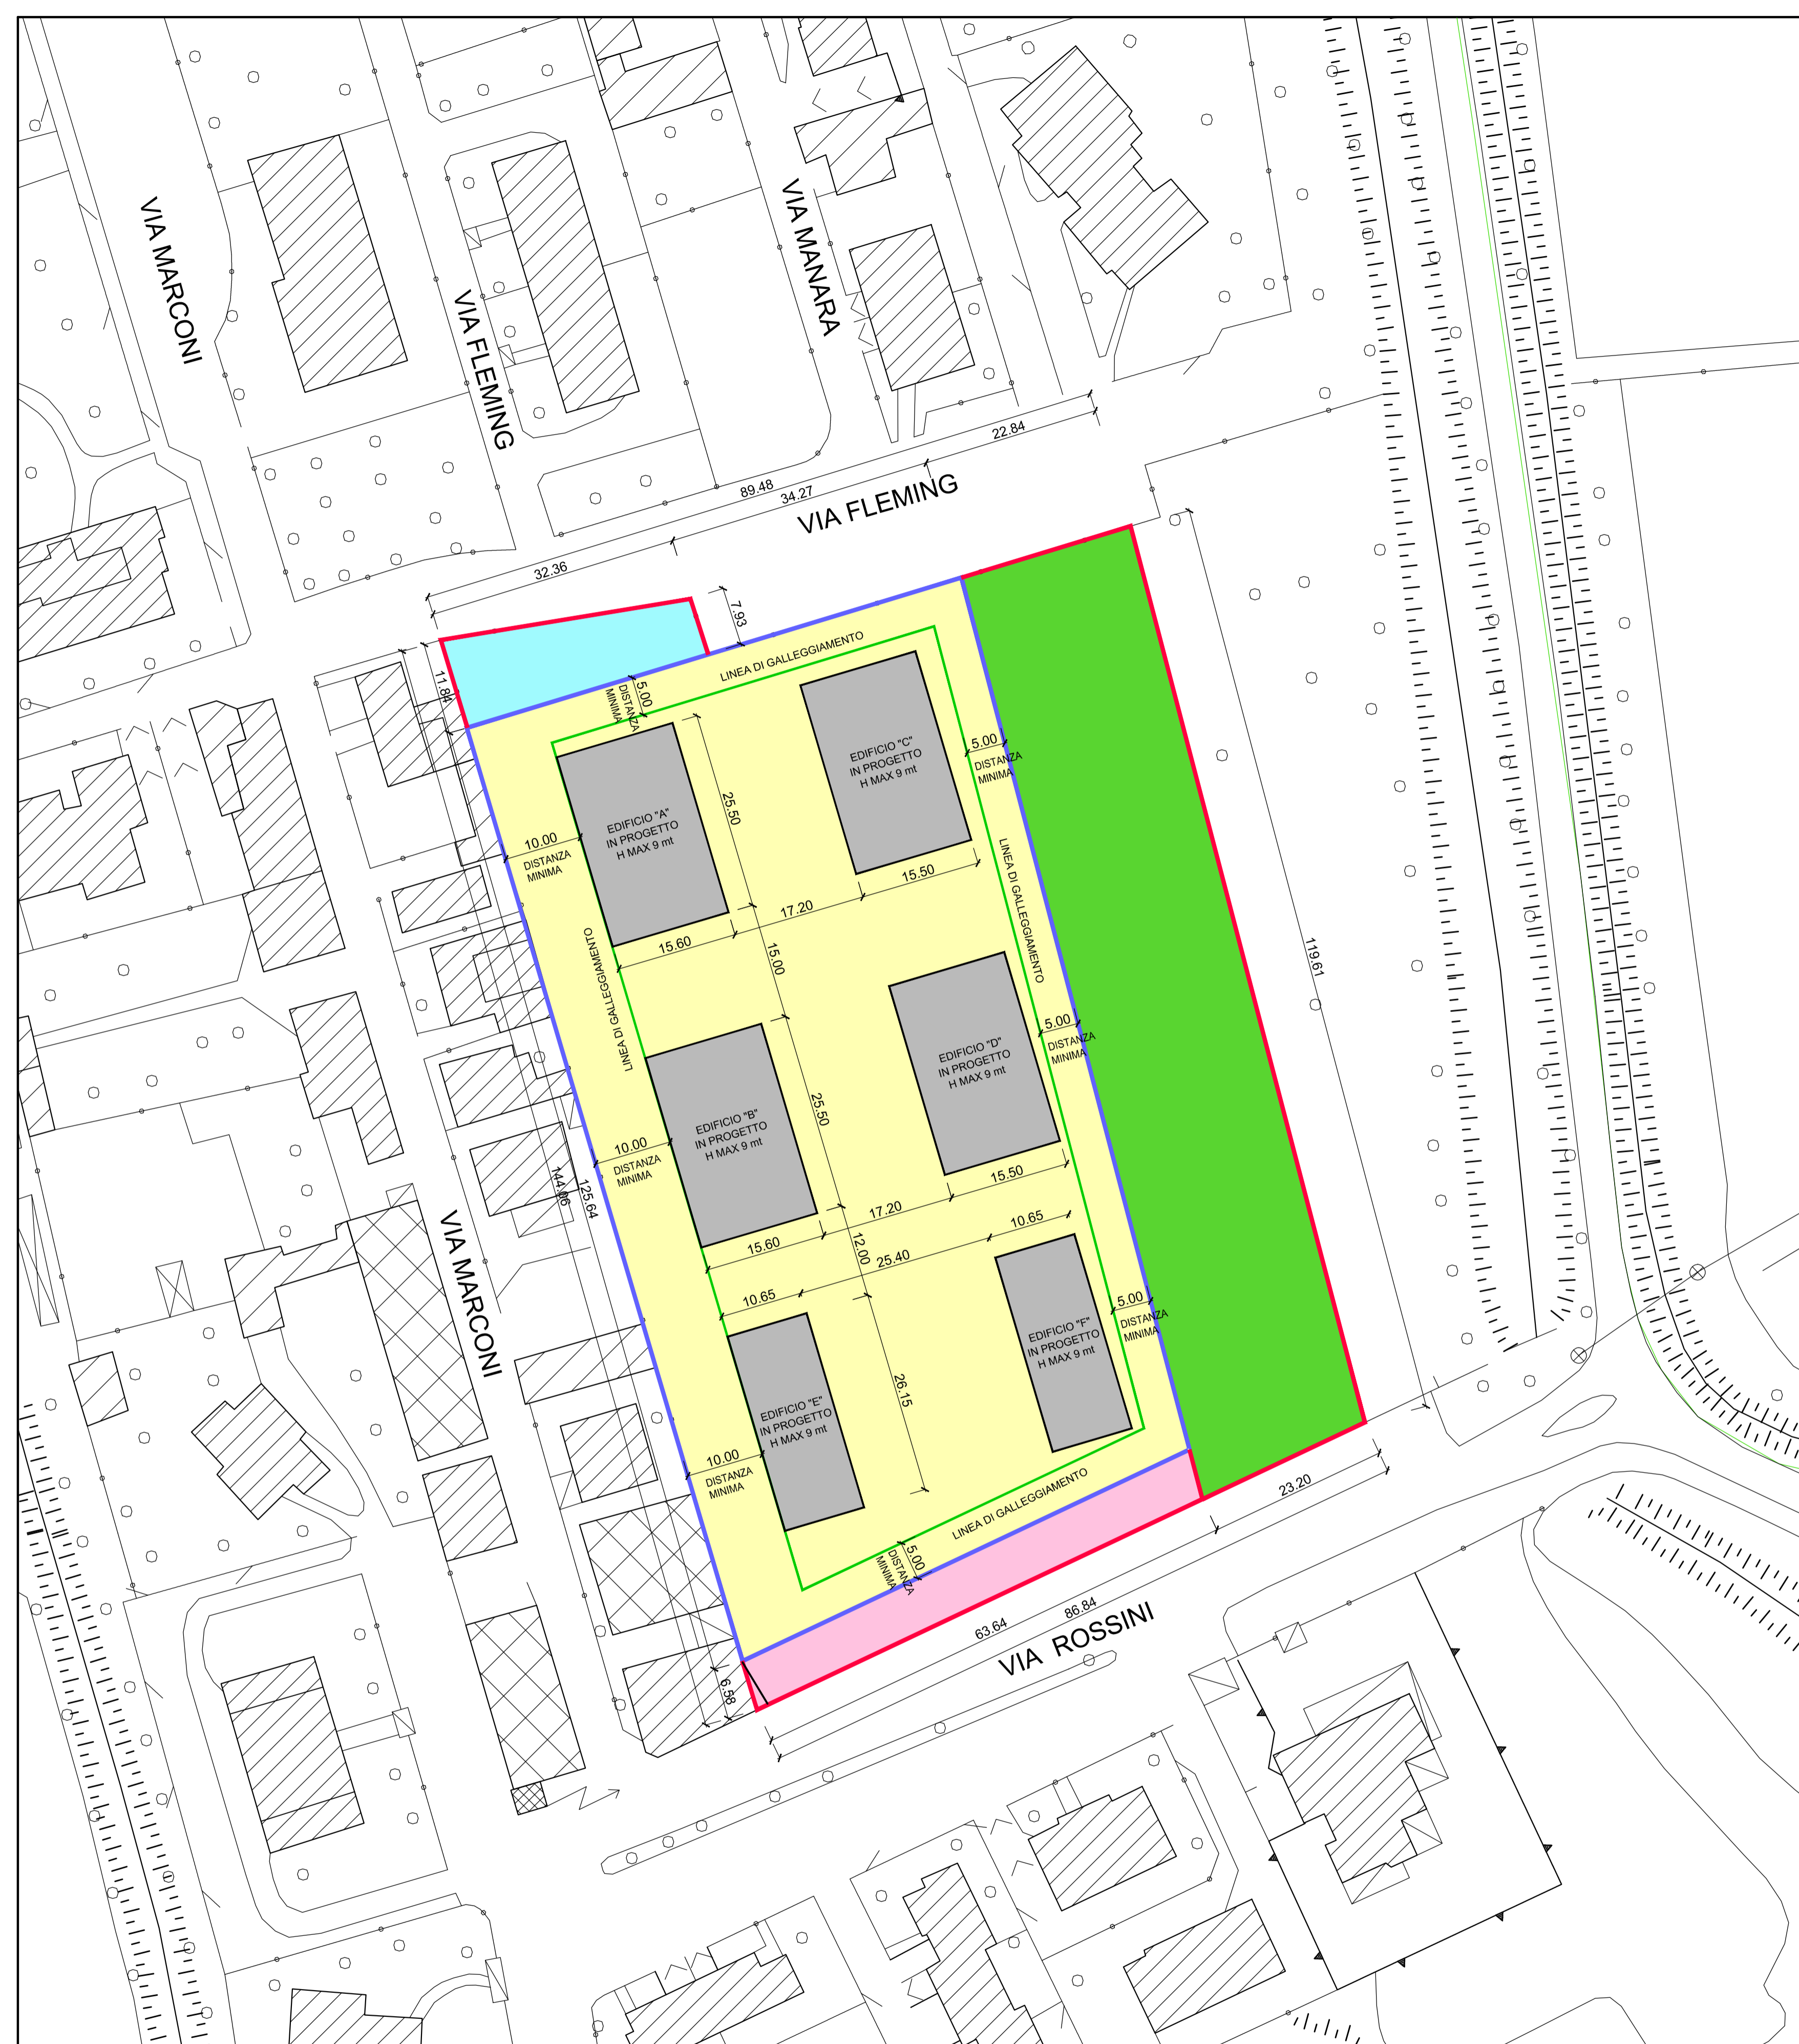 VIA MARCONI
VIA FLEMING
VIA MANARA
22.84
89.48
34.27
VIA FLEMING
32.36
7.93
11.84
LINEA DI GALLEGGIAMENTO
5.00
DISTANZA
MINIMA
EDIFICIO "C"
IN PROGETTO
H MAX 9 mt
5.00
DISTANZA
MINIMA
EDIFICIO "A"
IN PROGETTO
H MAX 9 mt
25.50
10.00
DISTANZA
MINIMA
15.50
17.20
15.60
LINEA DI GALLEGGIAMENTO
LINEA DI GALLEGGIAMENTO
15.00
119.61
5.00
DISTANZA
MINIMA
EDIFICIO "D"
IN PROGETTO
H MAX 9 mt
25.50
EDIFICIO "B"
IN PROGETTO
H MAX 9 mt
10.00
DISTANZA
MINIMA
144.06
125.64
15.50
17.20
15.60
12.00
10.65
25.40
10.65
VIA MARCONI
5.00
DISTANZA
MINIMA
EDIFICIO "F"
IN PROGETTO
H MAX 9 mt
26.15
EDIFICIO "E"
IN PROGETTO
H MAX 9 mt
10.00
DISTANZA
MINIMA
LINEA DI GALLEGGIAMENTO
5.00
DISTANZA
MINIMA
23.20
86.84
63.64
VIA ROSSINI
6.58